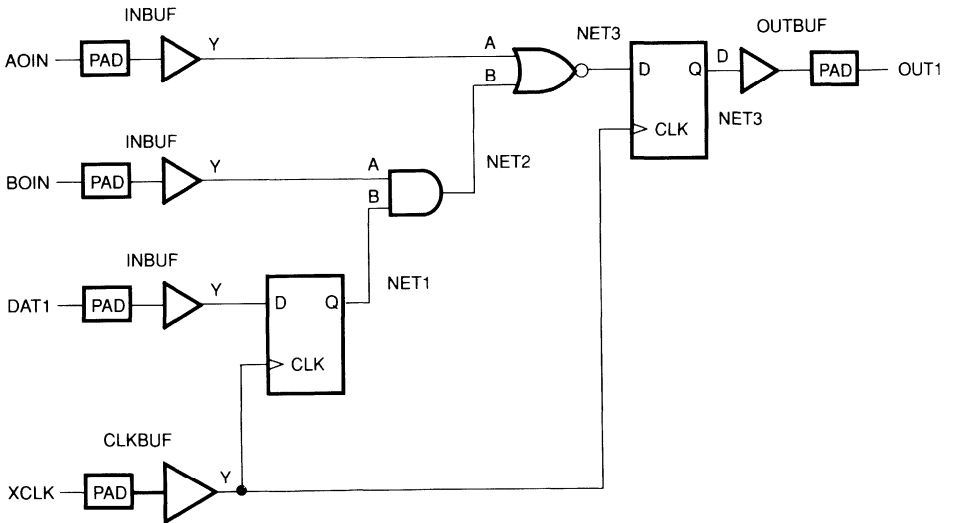 INBUF
AOIN PAD Y
A
B
NET3
D Q
CLK
D
OUTBUF
PAD OUT1
NET3
INBUF
BOIN PAD Y
A
B
NET2
INBUF
DAT1 PAD Y
D Q
CLK
NET1
CLKBUF
XCLK PAD Y